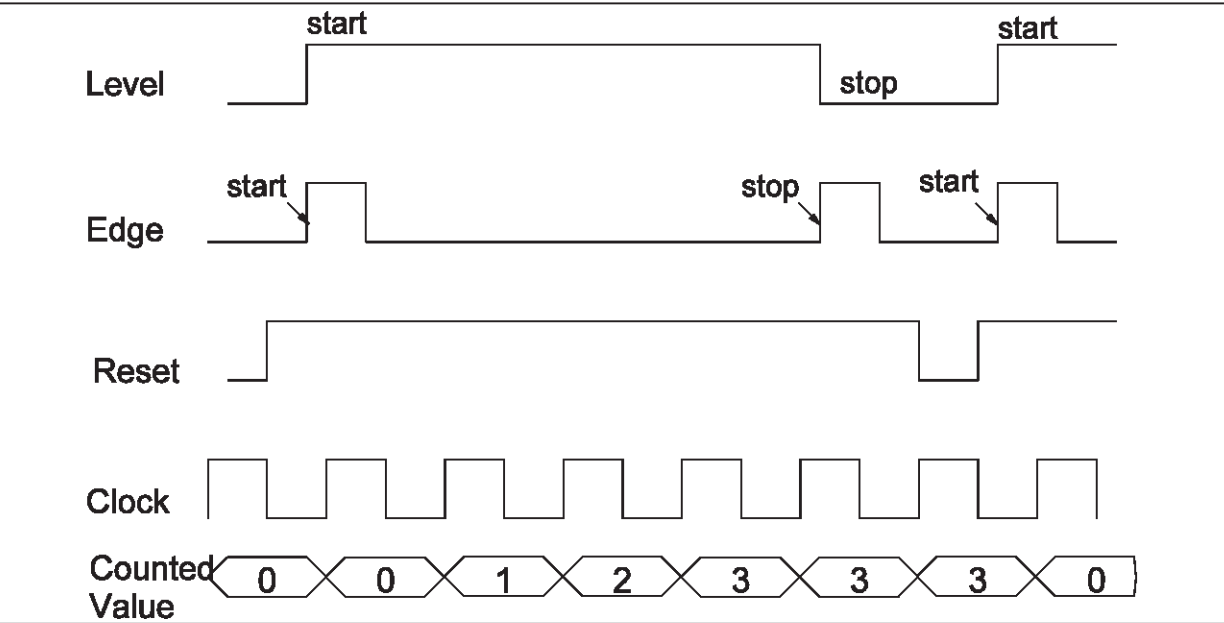 start
start
Level
stop
start
stop
start
Edge
Reset
Clock
Counted
Value
0 0 1 2 3 3 3 0